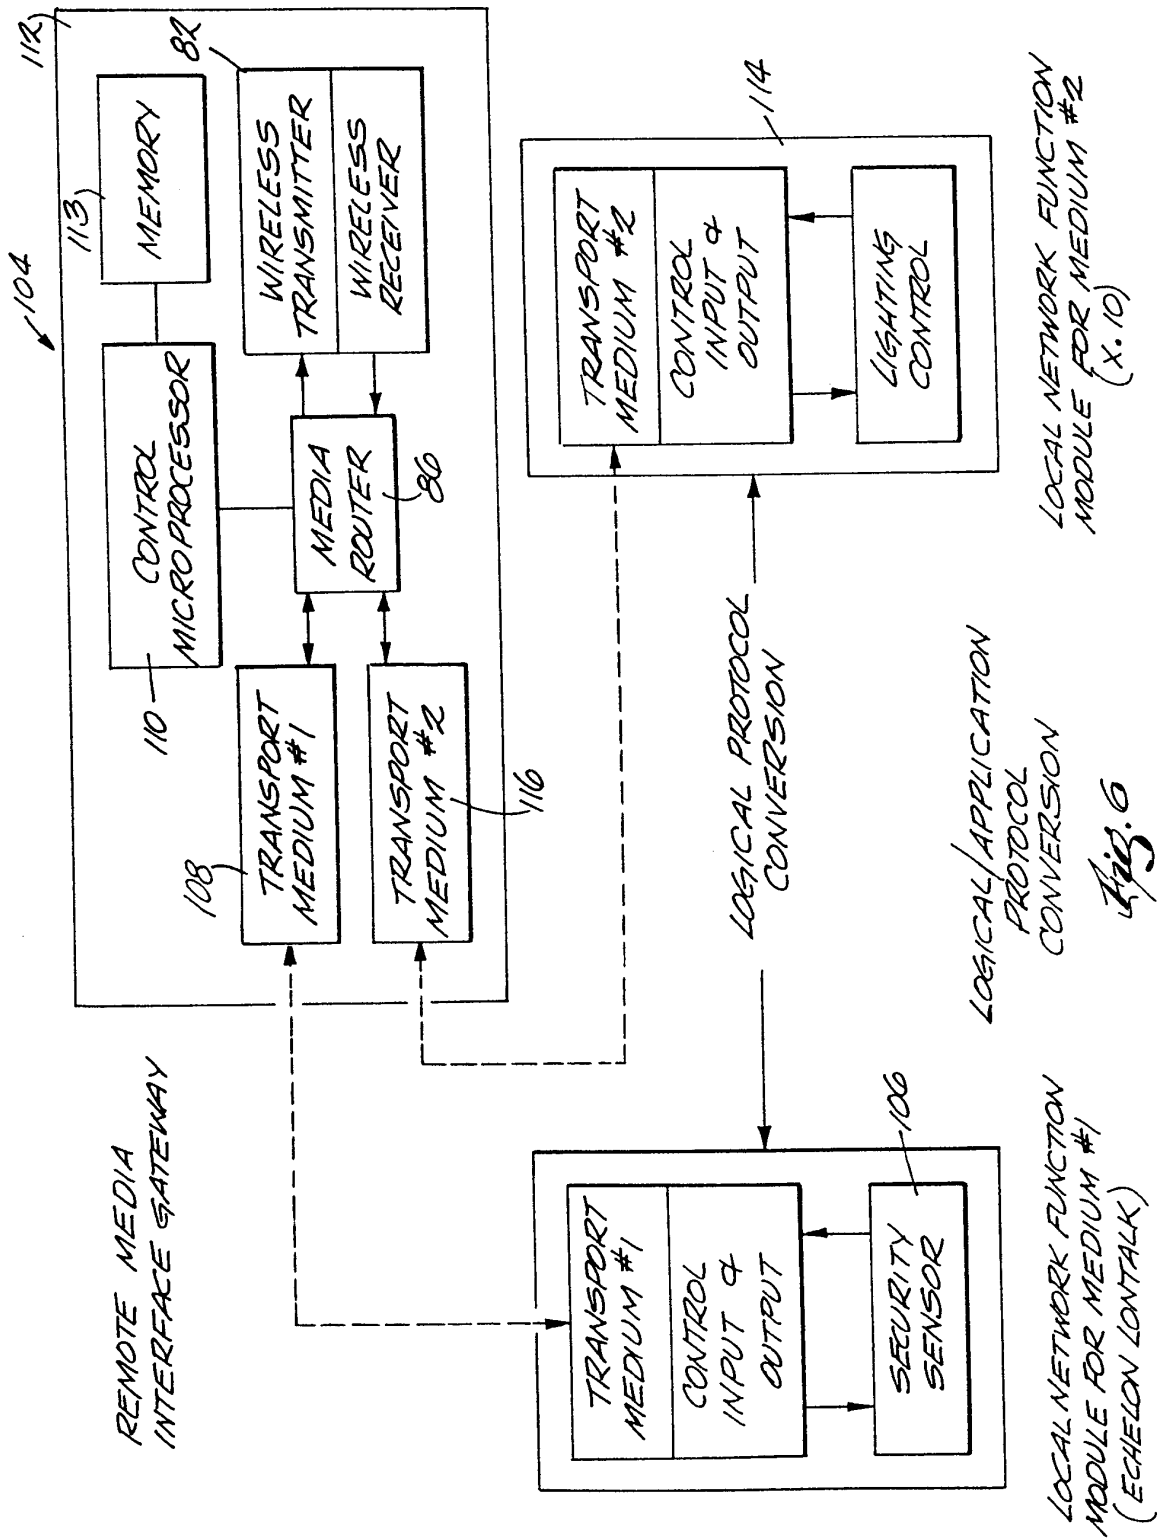 REMOTE MEDIA
INTERFACE GATEWAY
104
112
110
CONTROL
MICROPROCESSOR
113
MEMORY
108
TRANSPORT
MEDIUM #1
TRANSPORT
MEDIUM #2
116
MEDIA
ROUTER
86
82
WIRELESS
TRANSMITTER
WIRELESS
RECEIVER
TRANSPORT
MEDIUM #1
CONTROL
INPUT &
OUTPUT
SECURITY
SENSOR
106
LOCAL NETWORK FUNCTION
MODULE FOR MEDIUM #1
(ECHELON LONTALK)
LOGICAL PROTOCOL
CONVERSION
TRANSPORT
MEDIUM #2
CONTROL
INPUT &
OUTPUT
LIGHTING
CONTROL
114
LOCAL NETWORK FUNCTION
MODULE FOR MEDIUM #2
(X.10)
LOGICAL/APPLICATION
PROTOCOL
CONVERSION
Fig. 6